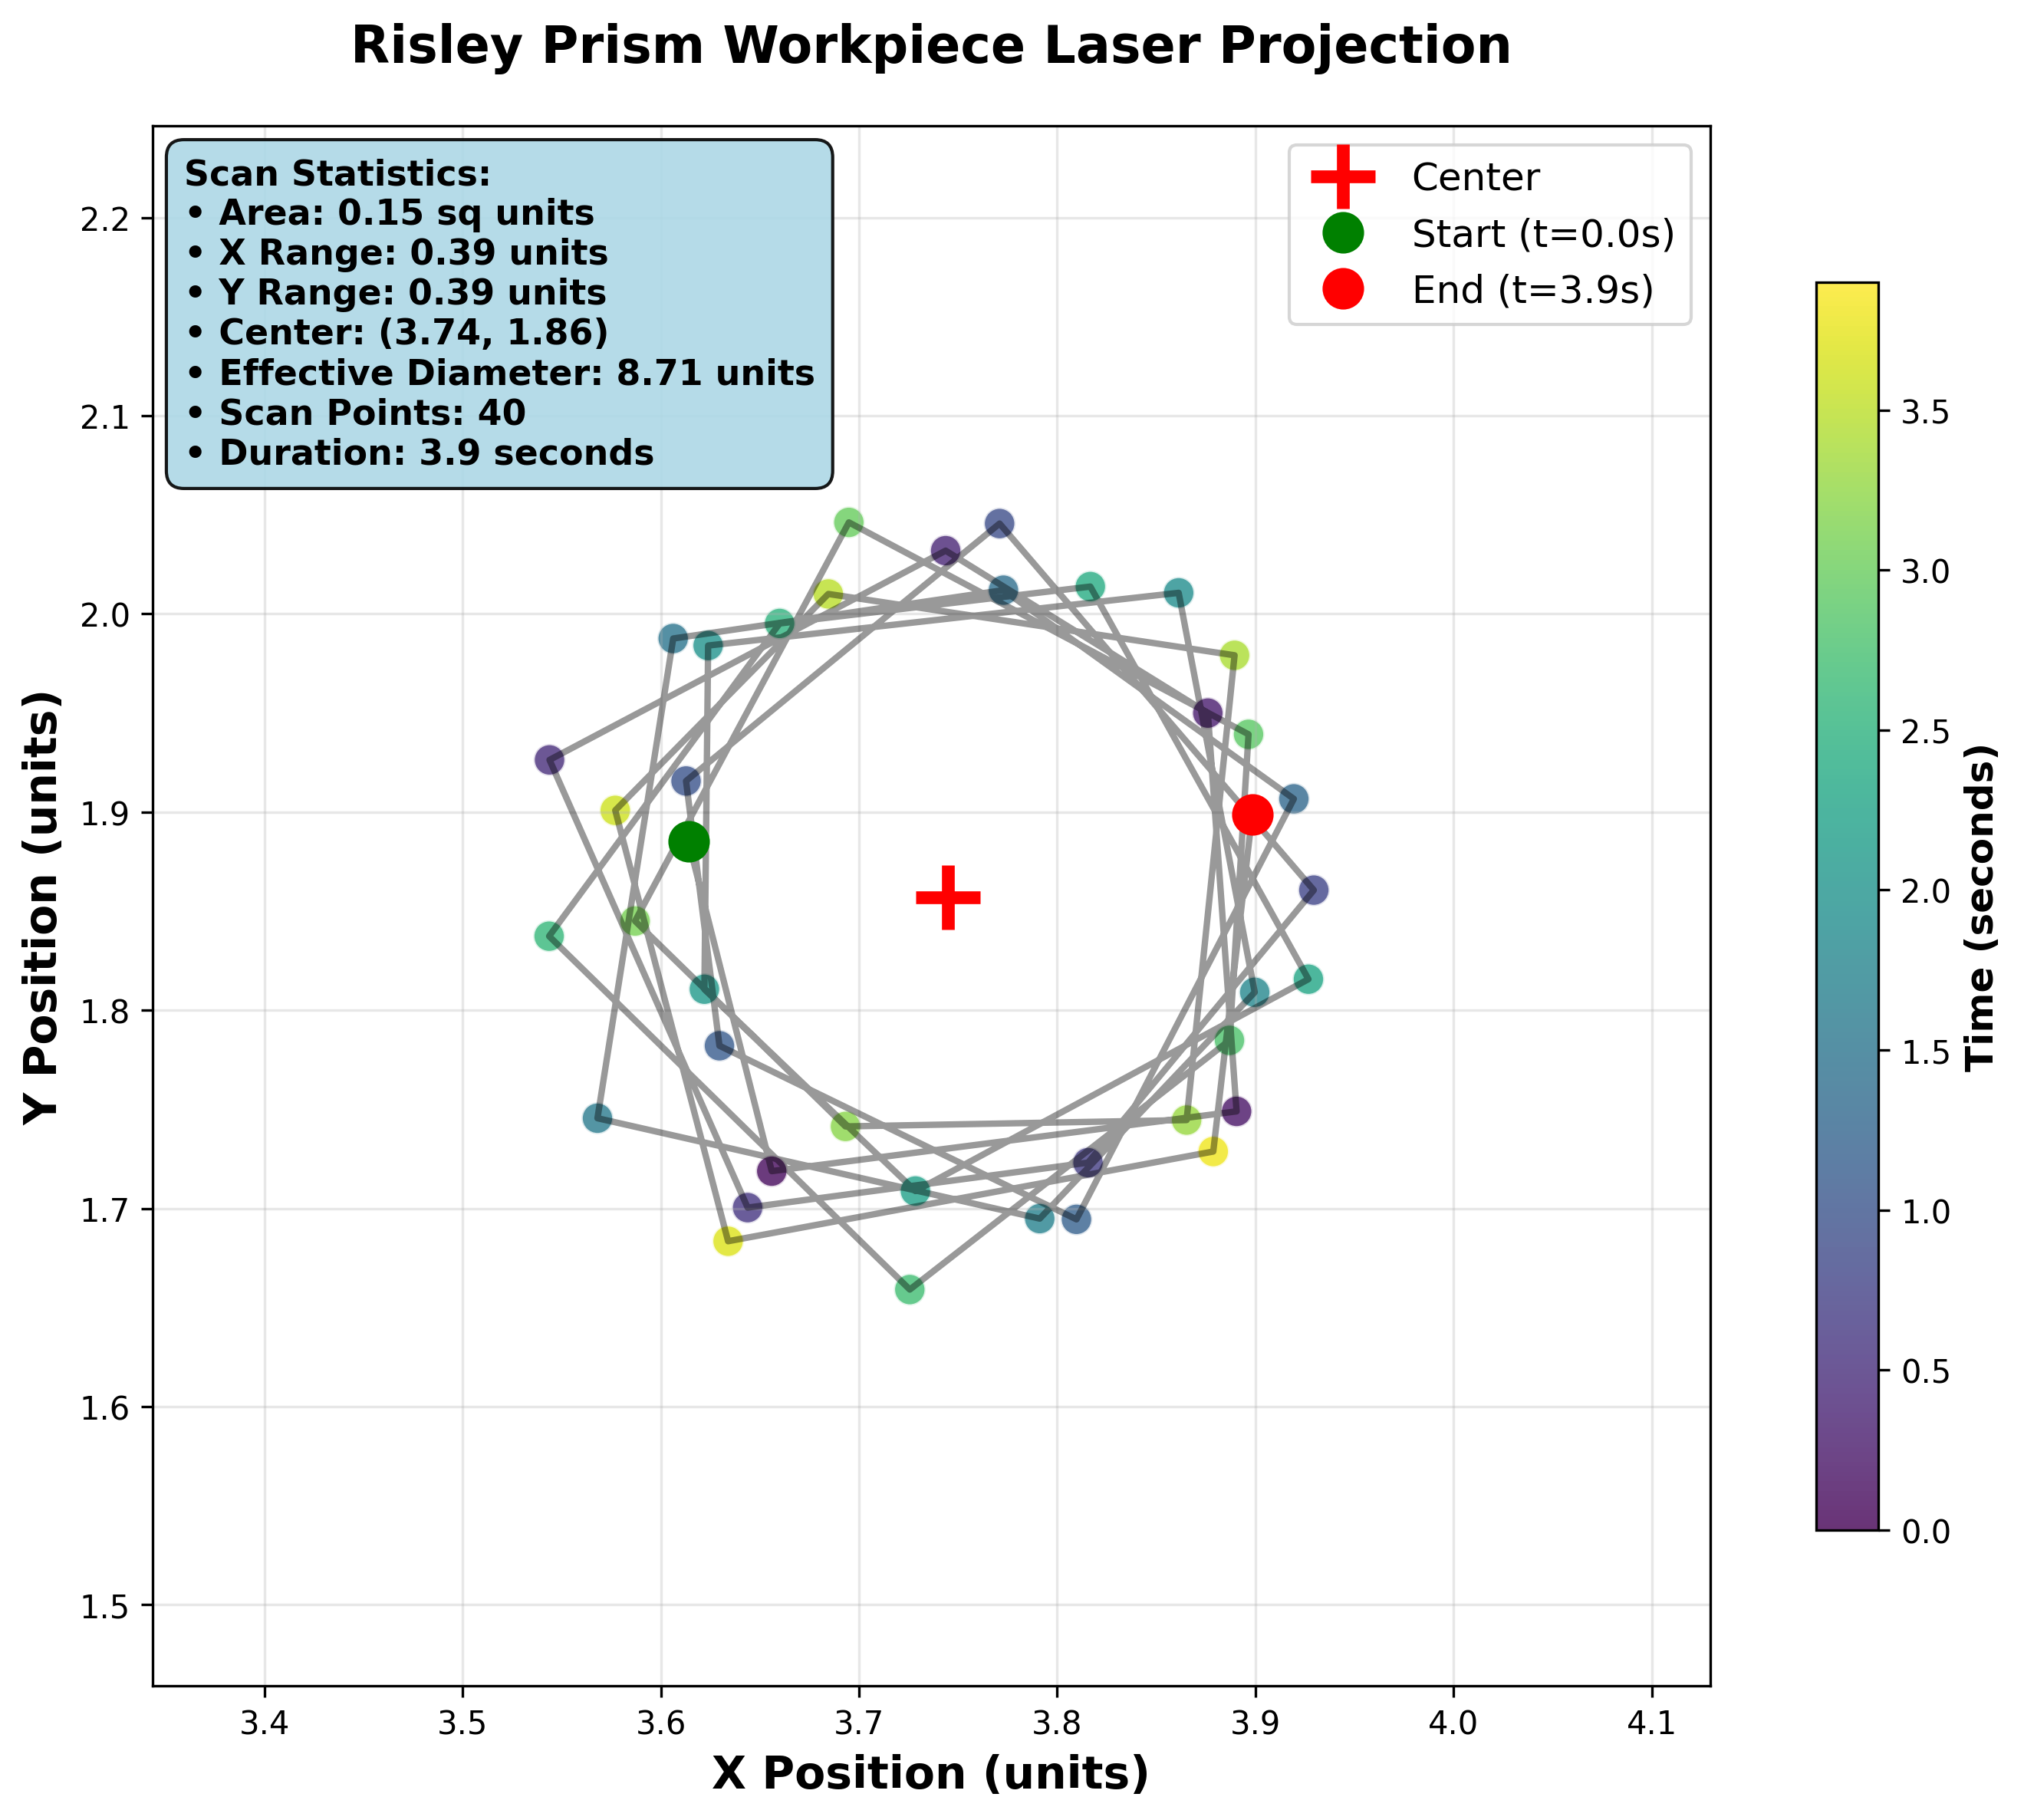 Risley Prism Workpiece Laser Projection
Scan Statistics:
• Area: 0.15 sq units
• X Range: 0.39 units
• Y Range: 0.39 units
• Center: (3.74, 1.86)
• Effective Diameter: 8.71 units
• Scan Points: 40
• Duration: 3.9 seconds
Center
Start (t=0.0s)
End (t=3.9s)
Y Position (units)
2.2
2.1
2.0
1.9
1.8
1.7
1.6
1.5
3.4
3.5
3.6
3.7
3.8
3.9
4.0
4.1
X Position (units)
3.5
3.0
2.5
2.0
1.5
1.0
0.5
0.0
Time (seconds)